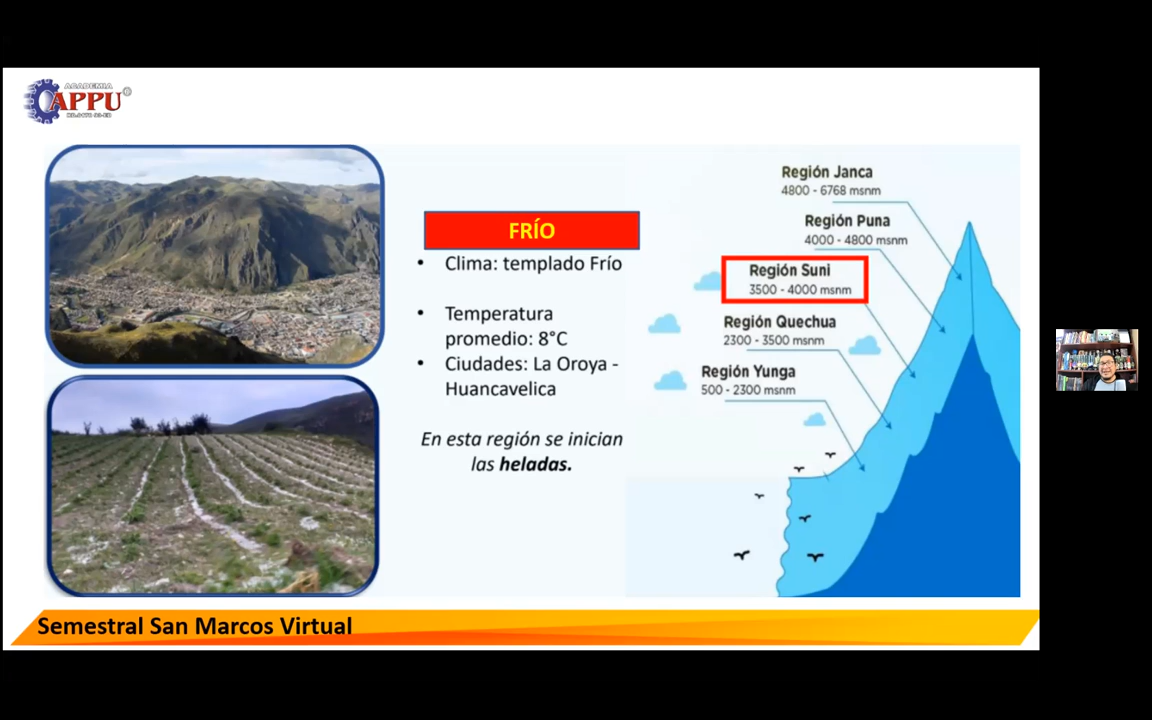 ACADEMIA
APPU
FRÍO
• Clima: templado Frío
• Temperatura
promedio: 8°C
• Ciudades: La Oroya -
Huancavelica
En esta región se inician
las heladas.
Región Janca
4800 - 6768 msnm
Región Puna
4000 - 4800 msnm
Región Suni
3500 - 4000 msnm
Región Quechua
2300 - 3500 msnm
Región Yunga
500 - 2300 msnm
Semestral San Marcos Virtual